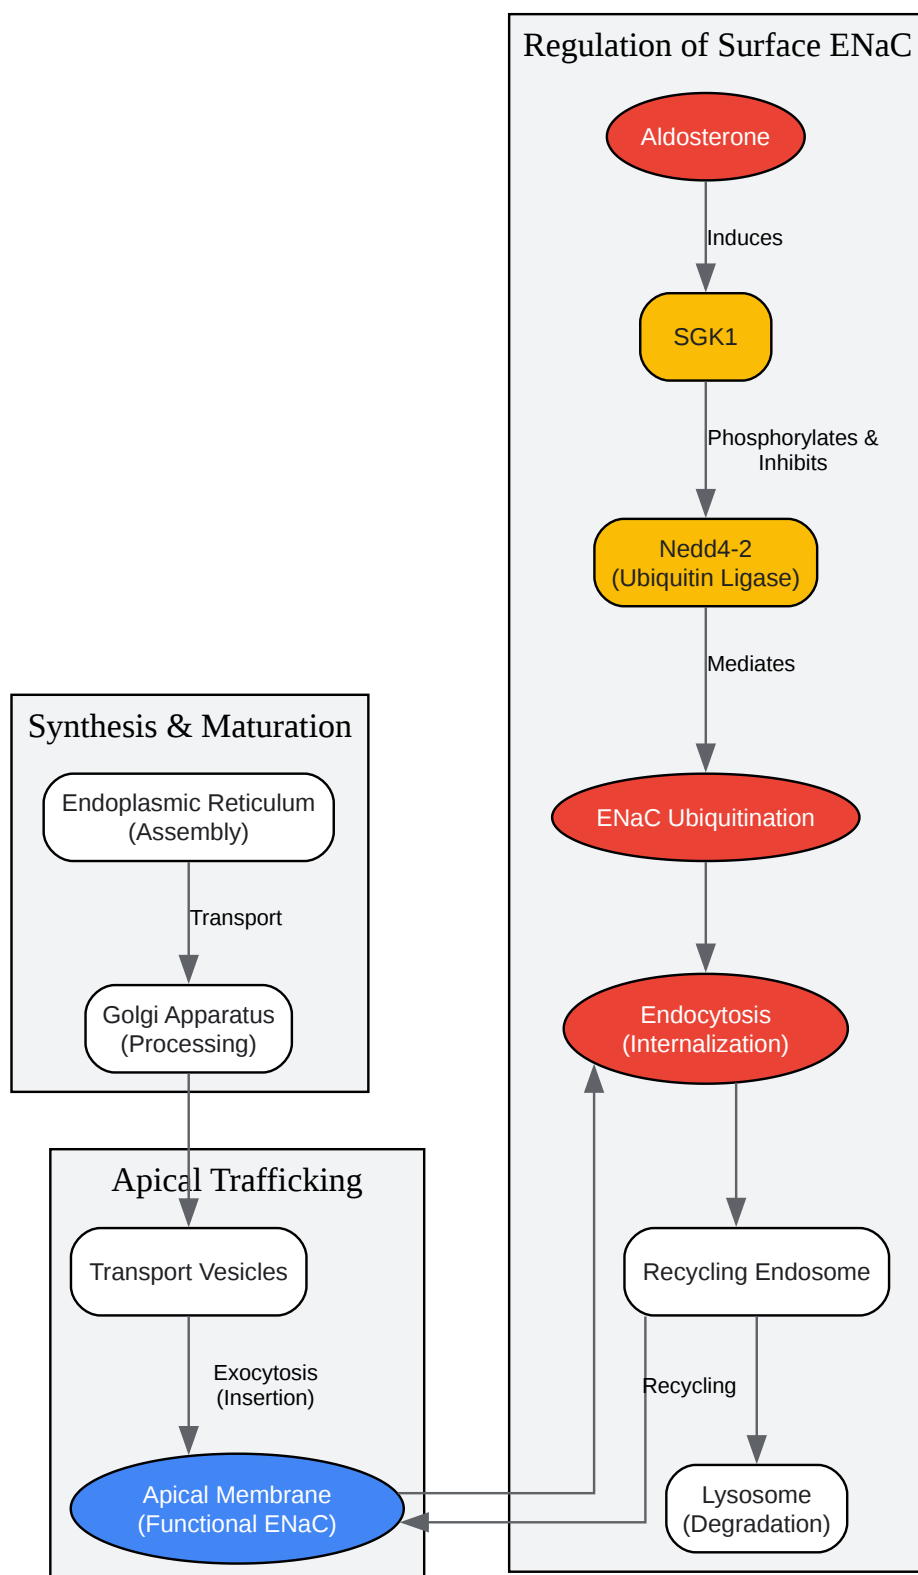 Regulation of Surface ENaC
Aldosterone
Induces
SGK1
Phosphorylates &
Inhibits
Nedd4-2
(Ubiquitin Ligase)
Mediates
ENaC Ubiquitination
Endocytosis
(Internalization)
Recycling Endosome
Recycling
Lysosome
(Degradation)
Synthesis & Maturation
Endoplasmic Reticulum
(Assembly)
Transport
Golgi Apparatus
(Processing)
Apical Trafficking
Transport Vesicles
Exocytosis
(Insertion)
Apical Membrane
(Functional ENaC)